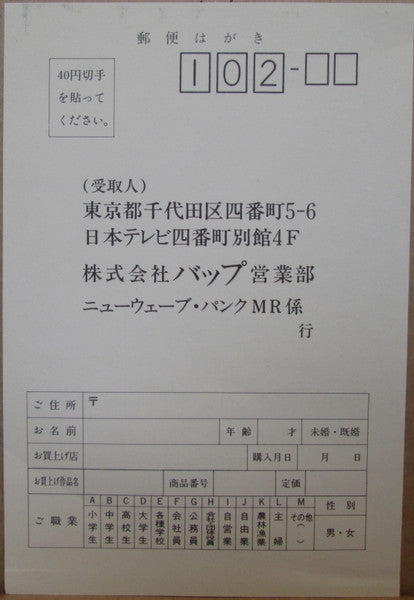 郵便はがき
40円切手
を貼って
ください。
102-
(受取人)
東京都千代田区四番町5-6
日本テレビ四番町別館4F
株式会社バップ営業部
ニューウェーブ・バンクMR係
行
ご住所 〒
お名前 年齢 才 未婚・既婚
お買上げ店 購入月日 月 日
お買上げ作品名 商品番号 定価
ご職業
A 小学生
B 中学生
C 高校生
D 大学生
E 各種学校
F 会社員
G 公務員
H 会社団体役員
I 自営業
J 自由業
K 農林漁業
L 主婦
M その他( )
性別
男・女